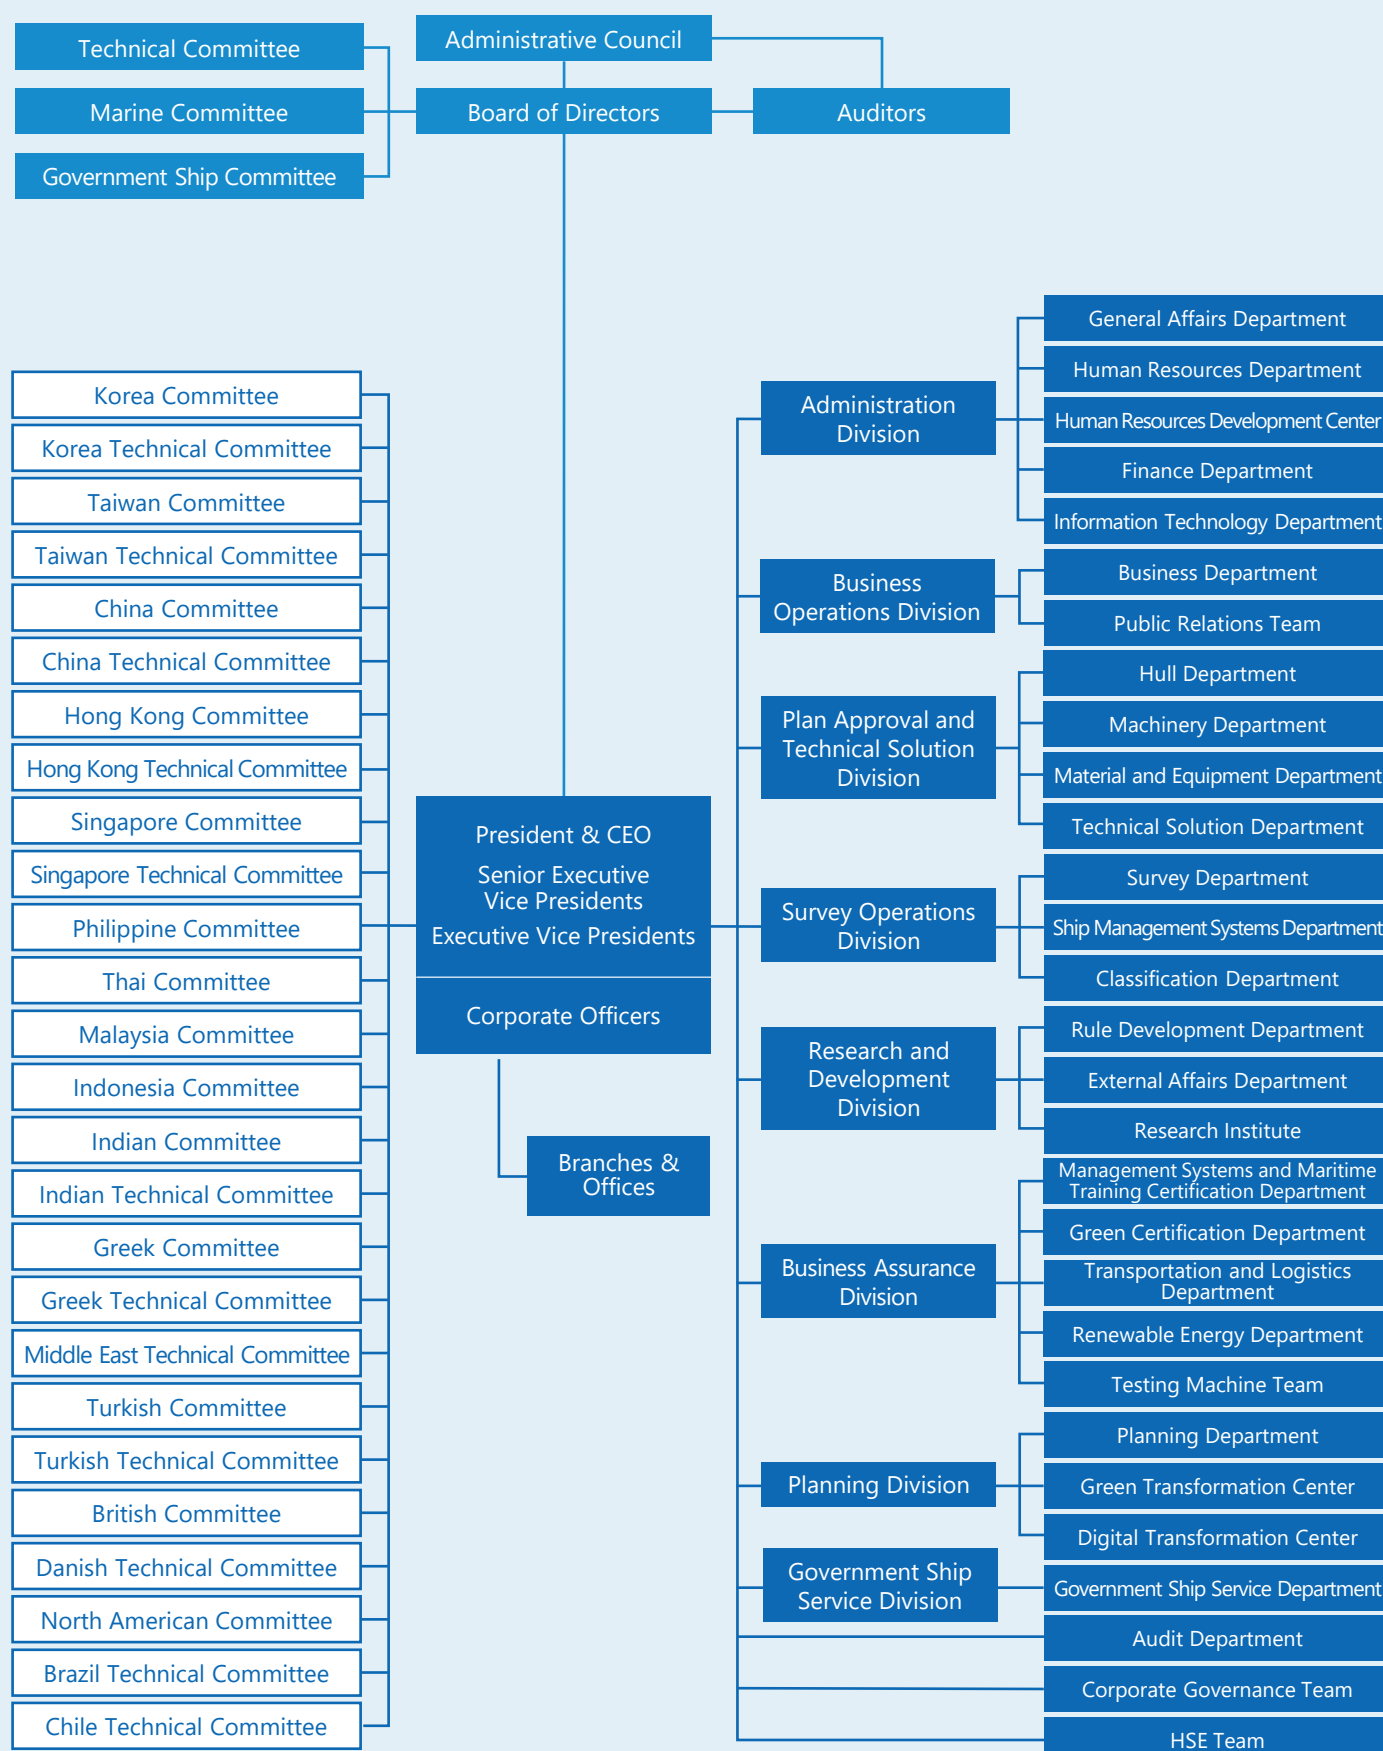 Technical Committee
Marine Committee
Government Ship Committee
Administrative Council
Board of Directors
Auditors
Korea Committee
Korea Technical Committee
Taiwan Committee
Taiwan Technical Committee
China Committee
China Technical Committee
Hong Kong Committee
Hong Kong Technical Committee
Singapore Committee
Singapore Technical Committee
Philippine Committee
Thai Committee
Malaysia Committee
Indonesia Committee
Indian Committee
Indian Technical Committee
Greek Committee
Greek Technical Committee
Middle East Technical Committee
Turkish Committee
Turkish Technical Committee
British Committee
Danish Technical Committee
North American Committee
Brazil Technical Committee
Chile Technical Committee
President & CEO
Senior Executive
Vice Presidents
Executive Vice Presidents
Corporate Officers
Branches &
Offices
Administration
Division
General Affairs Department
Human Resources Department
Human Resources Development Center
Finance Department
Information Technology Department
Business
Operations Division
Business Department
Public Relations Team
Plan Approval and
Technical Solution
Division
Hull Department
Machinery Department
Material and Equipment Department
Technical Solution Department
Survey Operations
Division
Survey Department
Ship Management Systems Department
Classification Department
Research and
Development
Division
Rule Development Department
External Affairs Department
Research Institute
Business Assurance
Division
Management Systems and Maritime
Training Certification Department
Green Certification Department
Transportation and Logistics
Department
Renewable Energy Department
Testing Machine Team
Planning Division
Planning Department
Green Transformation Center
Digital Transformation Center
Government Ship
Service Division
Government Ship Service Department
Audit Department
Corporate Governance Team
HSE Team